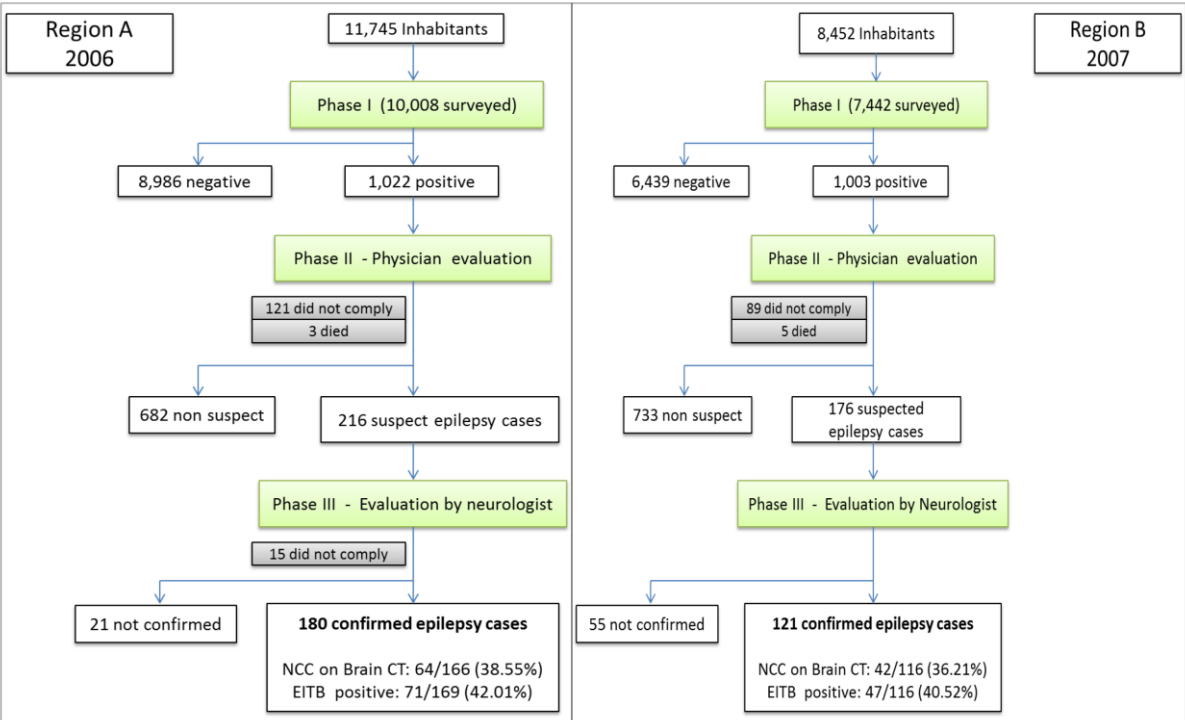 Region A
2006
11,745 Inhabitants
Phase I (10,008 surveyed)
8,986 negative
1,022 positive
Phase II - Physician evaluation
121 did not comply
3 died
682 non suspect
216 suspect epilepsy cases
Phase III - Evaluation by neurologist
15 did not comply
21 not confirmed
180 confirmed epilepsy cases
NCC on Brain CT: 64/166 (38.55%)
EITB positive: 71/169 (42.01%)
Region B
2007
8,452 Inhabitants
Phase I (7,442 surveyed)
6,439 negative
1,003 positive
Phase II - Physician evaluation
89 did not comply
5 died
733 non suspect
176 suspected
epilepsy cases
Phase III - Evaluation by Neurologist
55 not confirmed
121 confirmed epilepsy cases
NCC on Brain CT: 42/116 (36.21%)
EITB positive: 47/116 (40.52%)